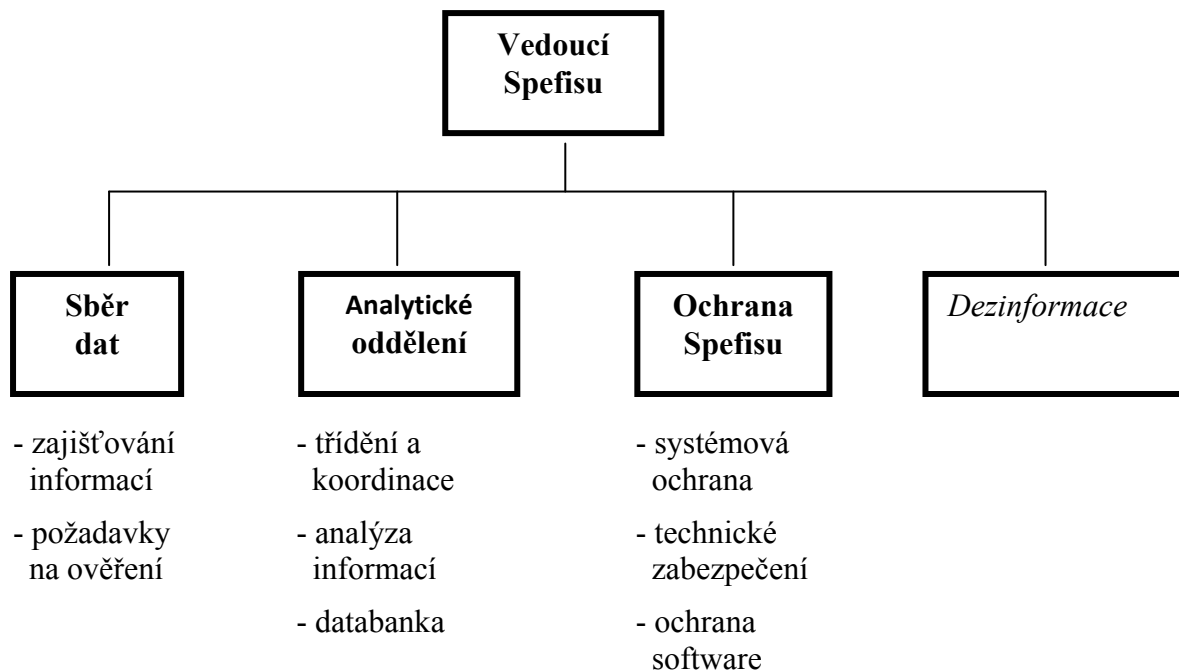 Vedoucí
Spefisu
Sběr
dat
Analytické
oddělení
Ochrana
Spefisu
Dezinformace
- zajišťování
informací
- požadavky
na ověření
- třídění a
koordinace
- analýza
informací
- databanka
- systémová
ochrana
- technické
zabezpečení
- ochrana
software